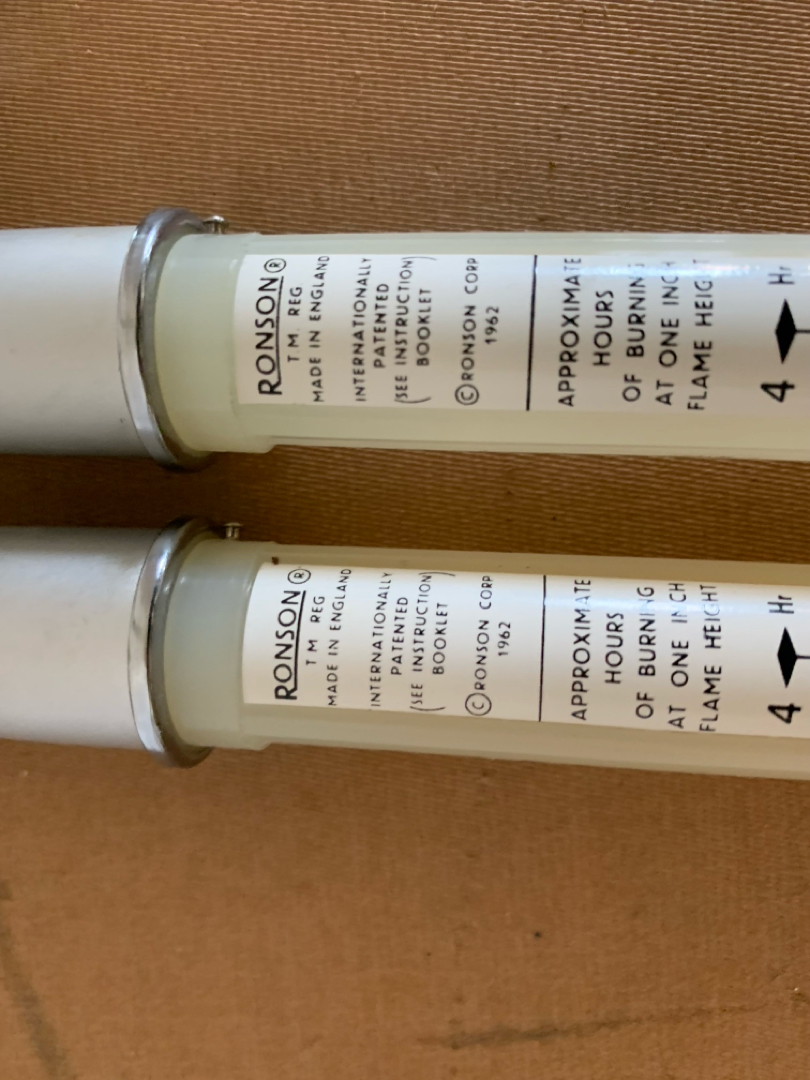 RONSON®
T M. REG.
MADE IN ENGLAND
INTERNATIONALLY
PATENTED
(SEE INSTRUCTION)
BOOKLET
©RONSON CORP
1962
APPROXIMATE
HOURS
OF BURNING
AT ONE INCH
FLAME HEIGHT
4 Hr
RONSON®
T M REG
MADE IN ENGLAND
INTERNATIONALLY
PATENTED
(SEE INSTRUCTION)
BOOKLET
©RONSON CORP
1962
APPROXIMATE
HOURS
OF BURNING
AT ONE INCH
FLAME HEIGHT
4 Hr